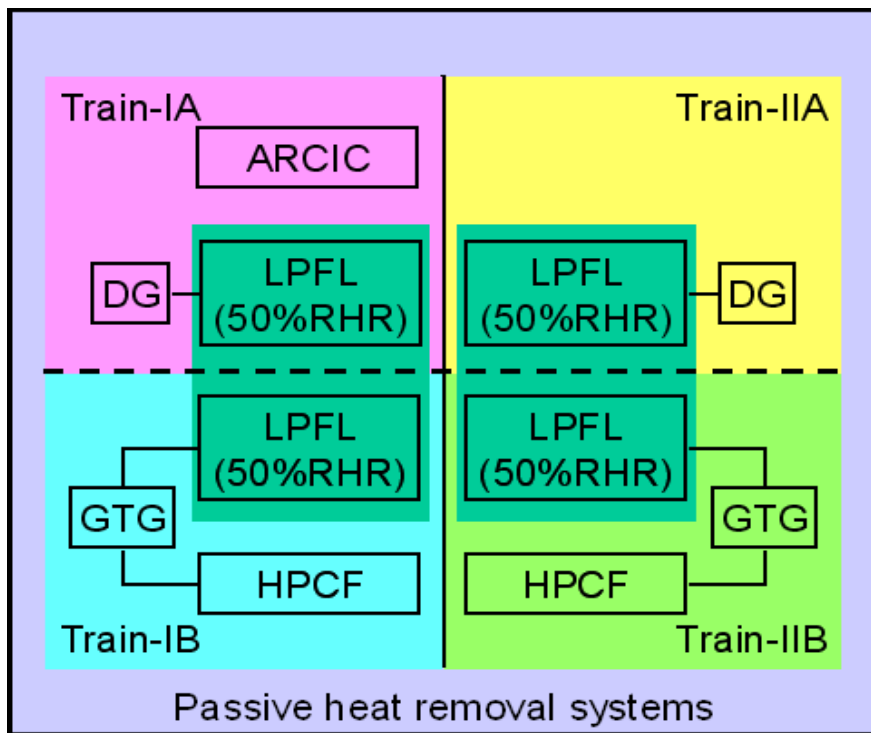 Train-IA
Train-IIA
ARCIC
DG
LPFL
(50%RHR)
LPFL
(50%RHR)
DG
LPFL
(50%RHR)
LPFL
(50%RHR)
GTG
GTG
HPCF
HPCF
Train-IB
Train-IIB
Passive heat removal systems